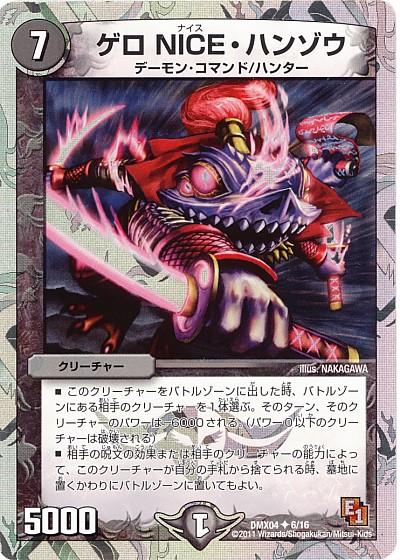 7
ナイス
ゲロ NICE・ハンゾウ
デーモン・コマンド/ハンター
クリーチャー
illus. NAKAGAWA
■ このクリーチャーをバトルゾーンに出した時、バトルゾ
ーンにある相手のクリーチャーを1体選ぶ。そのターン、そのク
リーチャーのパワーは-6000される。(パワー0以下のクリ
ーチャーは破壊される)
■ 相手の呪文の効果または相手のクリーチャーの能力によ
って、このクリーチャーが自分の手札から捨てられる時、墓地に
置くかわりにバトルゾーンに置いてもよい。
5000
DMX04 6/16
E1
©2011 Wizards/Shogakukan/Mitsui-Kids